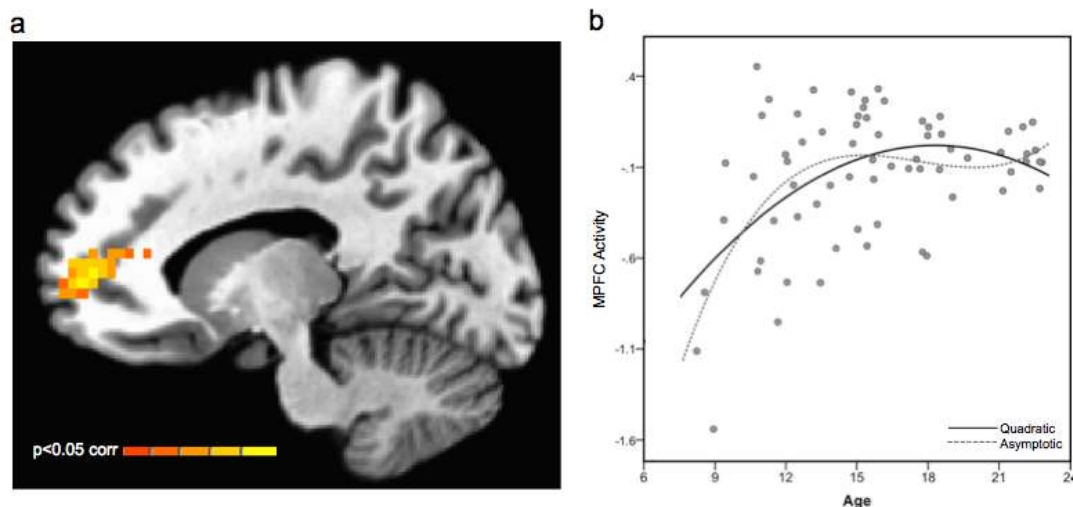 a
p<0.05 corr
b
MPFC Activity
.4
-.1
-.6
-1.1
-1.6
Quadratic
Asymptotic
6 9 12 15 18 21 24
Age